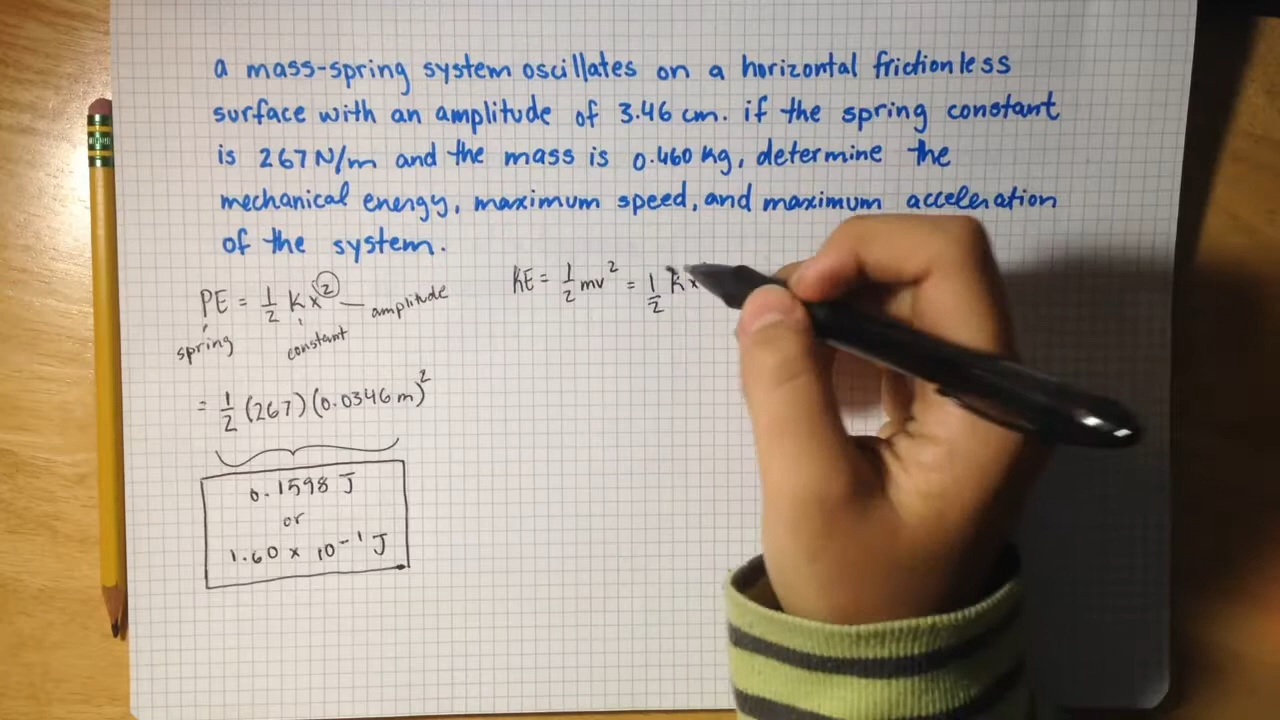 a mass-spring system oscillates on a horizontal frictionless
surface with an amplitude of 3.46 cm. if the spring constant
is 267 N/m and the mass is 0.460 kg, determine the
mechanical energy, maximum speed, and maximum acceleration
of the system.
PE = 1/2 Kx² — amplitude
spring
constant
= 1/2 (267)(0.0346 m)²
0.1598 J
or
1.60 × 10⁻¹ J
KE = 1/2 mv² = 1/2 Kx